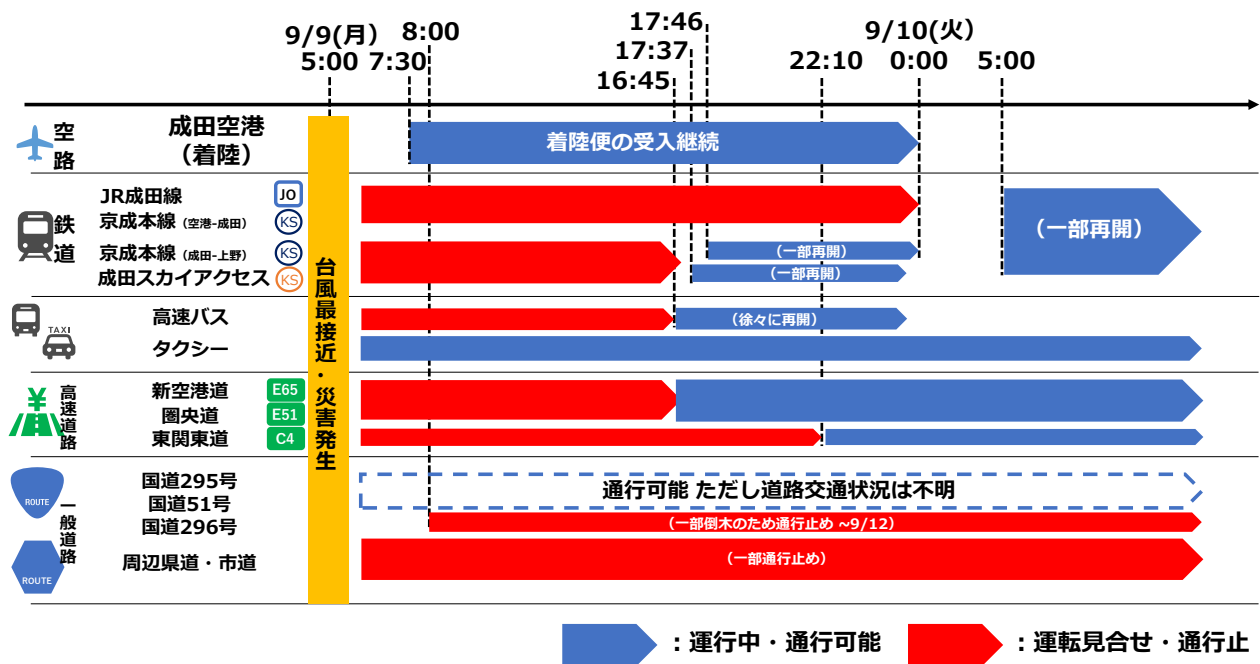 17:46
9/10(火)
9/9(月)
8:00
17:37
5:00
7:30
16:45
22:10
0:00
5:00
空路
成田空港
(着陸)
着陸便の受入継続
鉄道
JR成田線
JO
京成本線 (空港-成田)
KS
京成本線 (成田-上野)
KS
成田スカイアクセス
KS
(一部再開)
(一部再開)
(一部再開)
台風最接近・災害発生
TAXI
高速バス
(徐々に再開)
タクシー
¥
高速道路
新空港道
E65
圏央道
E51
東関東道
C4
一般道路
ROUTE
国道295号
国道51号
国道296号
通行可能 ただし道路交通状況は不明
(一部倒木のため通行止め ~9/12)
ROUTE
周辺県道・市道
(一部通行止め)
:運行中・通行可能
:運転見合せ・通行止